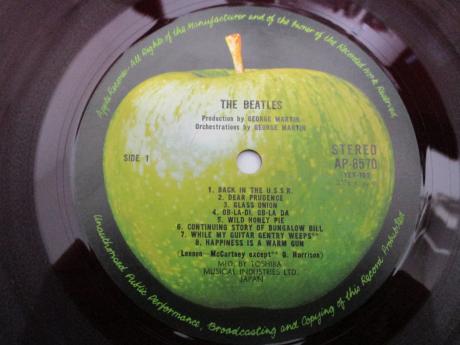 Apple Records · All Rights of the Manufacturer and of the Owner of the Recorded Work Reserved
THE BEATLES
Production by GEORGE MARTIN
Orchestrations by GEORGE MARTIN
SIDE 1
STEREO
AP-8570
1. BACK IN THE U.S.S.R.
2. DEAR PRUDENCE
3. GLASS ONION
4. OB-LA-DI, OB-LA DA
5. WILD HONEY PIE
6. CONTINUING STORY OF BUNGALOW BILL
7. WHILE MY GUITAR GENTRY WEEPS**
8. HAPPINESS IS A WARM GUN
(Lennon-McCartney except** G. Harrison)
MFD. BY TOSHIBA
MUSICAL INDUSTRIES LTD.
JAPAN
Unauthorised Public Performance, Broadcasting and Copying of this Record Prohibited